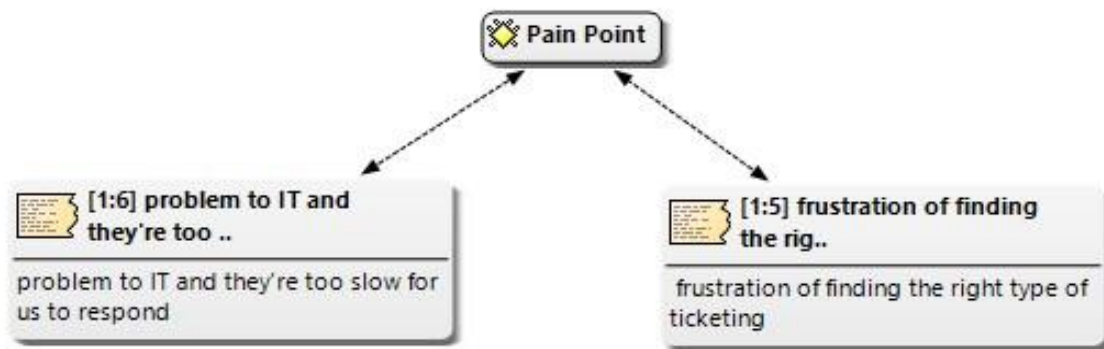 Pain Point
[1:6] problem to IT and
they're too ..
problem to IT and they're too slow for
us to respond
[1:5] frustration of finding
the rig..
frustration of finding the right type of
ticketing